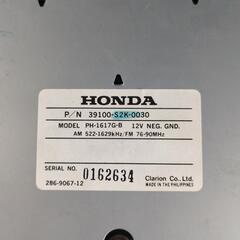 HONDA
P/N 39100-S2K-0030
MODEL PH-1617G-B 12V NEG. GND.
AM 522-1629kHz/FM 76-90MHz
SERIAL NO.
0162634
Clarion Co., Ltd.
MADE IN THE PHILIPPINES
286-9067-12